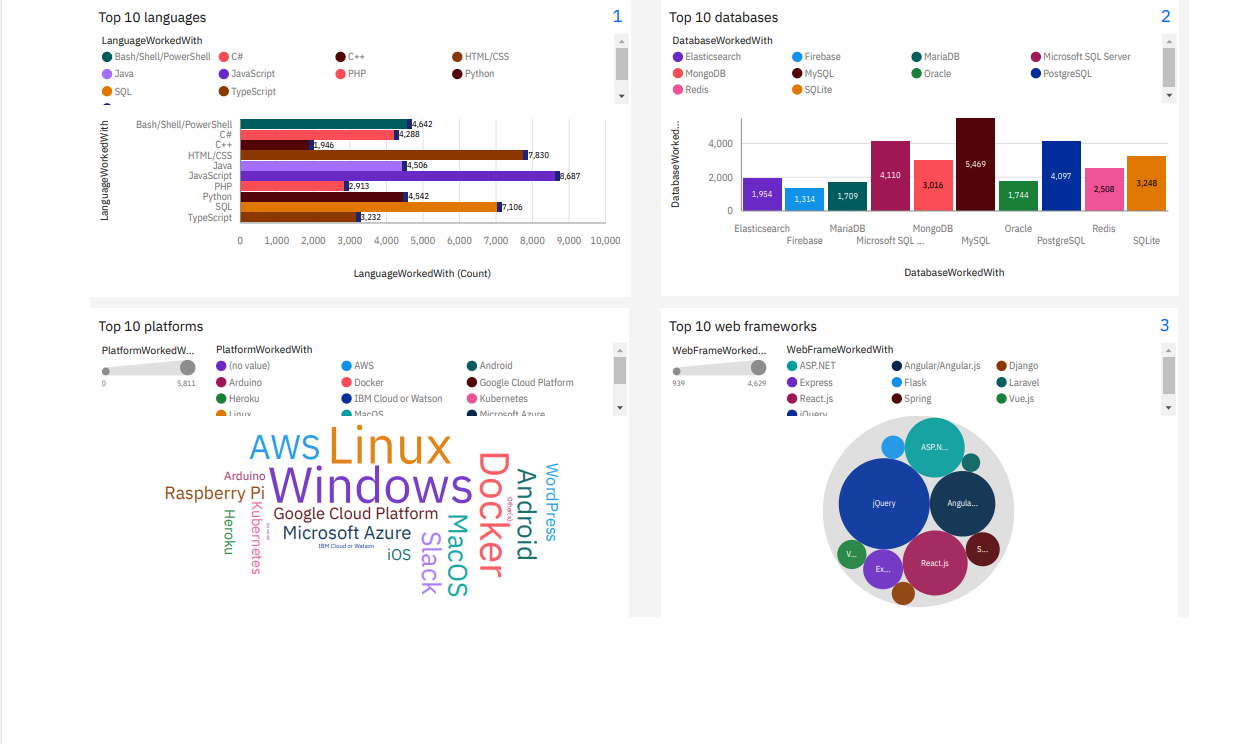 Top 10 languages
1
LanguageWorkedWith
Bash/Shell/PowerShell C# C++ HTML/CSS
Java JavaScript PHP Python
SQL TypeScript
LanguageWorkedWith
Bash/Shell/PowerShell 4,642
C# 4,288
C++ 1,946
HTML/CSS 7,830
Java 4,506
JavaScript 8,687
PHP 2,913
Python 4,542
SQL 7,106
TypeScript 3,232
0 1,000 2,000 3,000 4,000 5,000 6,000 7,000 8,000 9,000 10,000
LanguageWorkedWith (Count)
Top 10 databases
2
DatabaseWorkedWith
Elasticsearch Firebase MariaDB Microsoft SQL Server
MongoDB MySQL Oracle PostgreSQL
Redis SQLite
DatabaseWorked...
4,000
2,000
0
1,954 1,314 1,709 4,110 3,016 5,469 1,744 4,097 2,508 3,248
Elasticsearch MariaDB MongoDB Oracle Redis
Firebase Microsoft SQL ... MySQL PostgreSQL SQLite
DatabaseWorkedWith
Top 10 platforms
PlatformWorkedW...
0 5,811
PlatformWorkedWith
(no value) AWS Android
Arduino Docker Google Cloud Platform
Heroku IBM Cloud or Watson Kubernetes
Linux MacOS Microsoft Azure
AWS
Linux
Arduino
Windows
Raspberry Pi
Google Cloud Platform
Microsoft Azure
IBM Cloud or Watson
iOS
Heroku
Kubernetes
Slack
MacOS
Docker
Android
WordPress
Top 10 web frameworks
3
WebFrameWorked...
939 4,629
WebFrameWorkedWith
ASP.NET Angular/Angular.js Django
Express Flask Laravel
React.js Spring Vue.js
jQuery
ASP.N...
jQuery
Angula...
V...
Ex...
React.js
S...